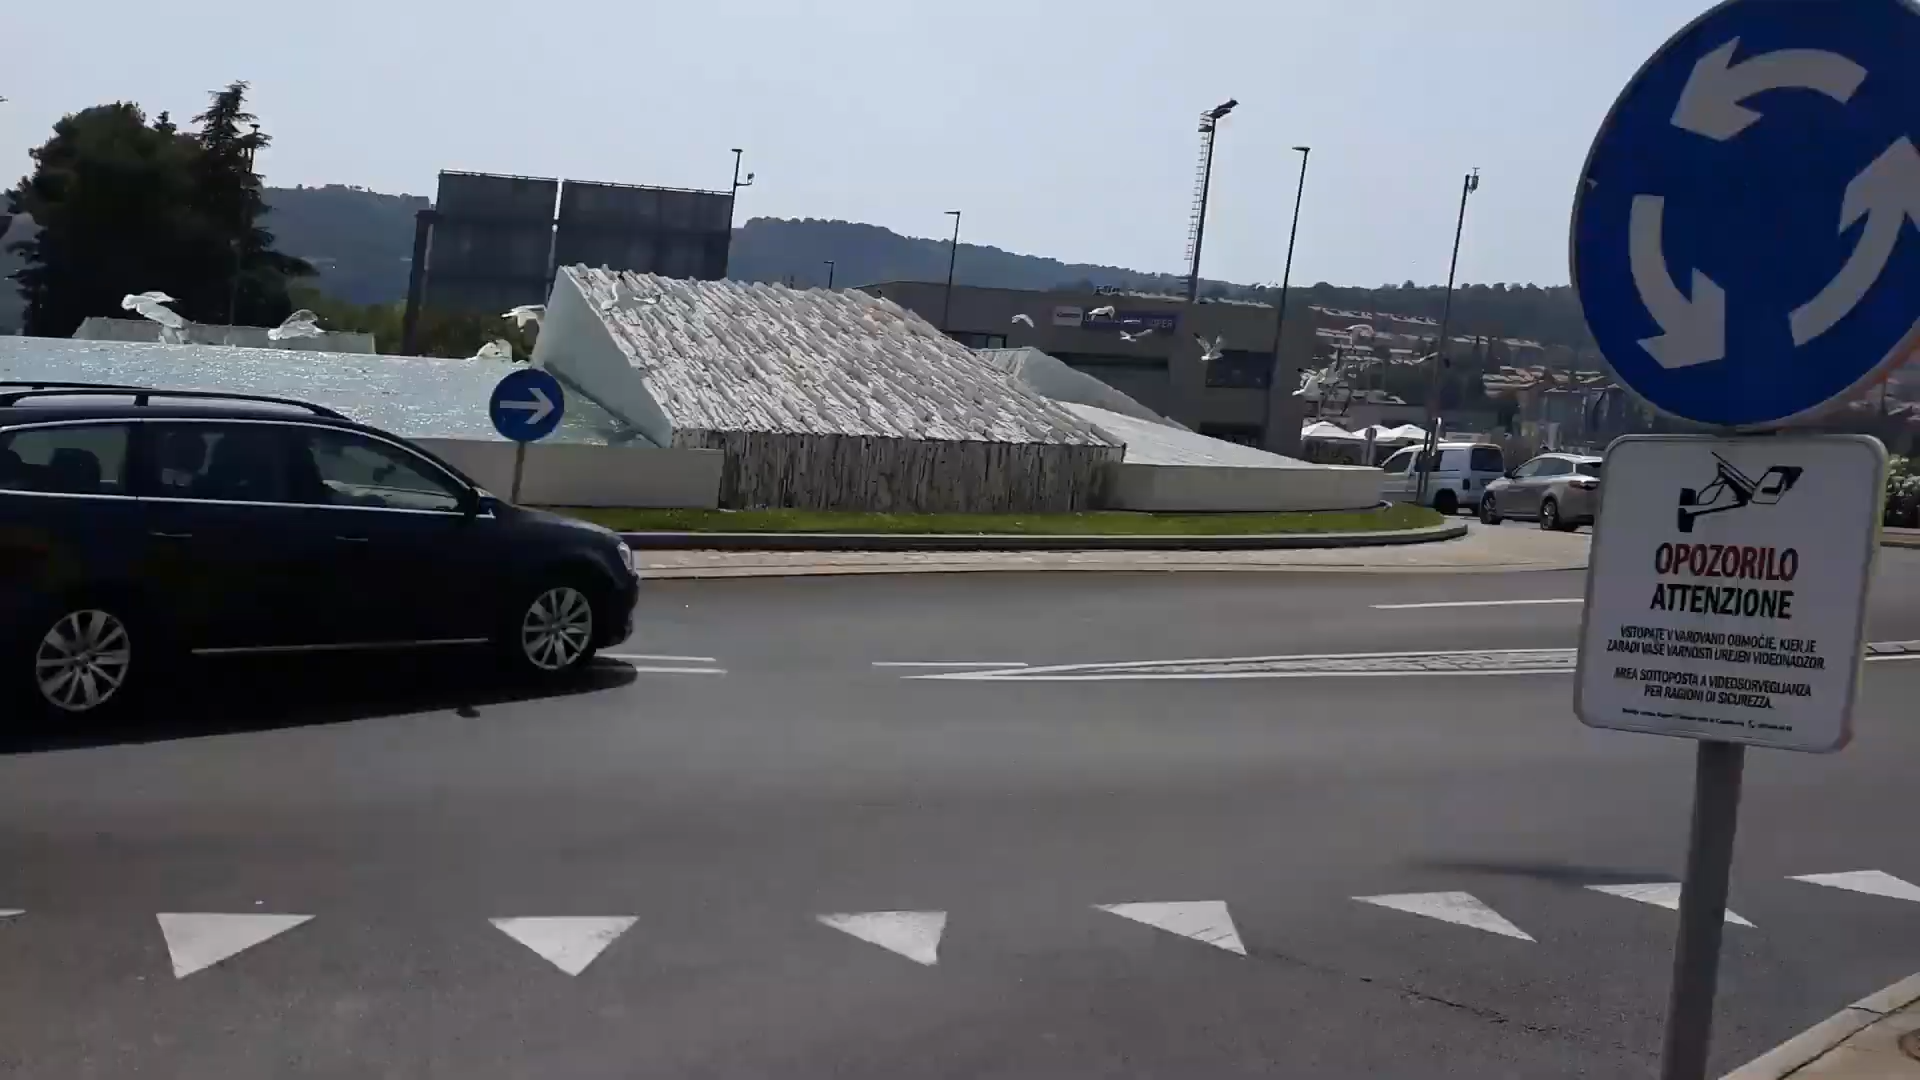 OPOZORILO
ATTENZIONE
VSTOPATE V VAROVANO OBMOČJE, KJER JE
ZARADI VAŠE VARNOSTI UREJEN VIDEONADZOR.
AREA SOTTOPOSTA A VIDEOSORVEGLIANZA
PER RAGIONI DI SICUREZZA.